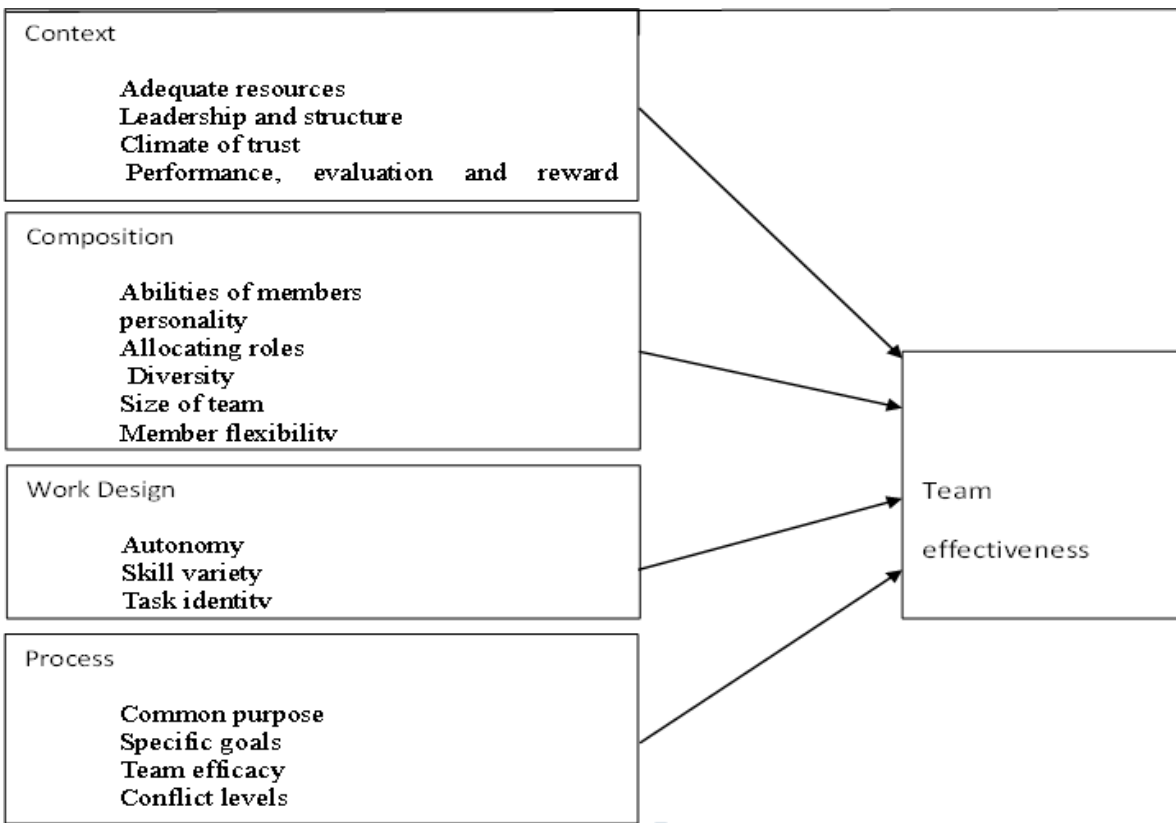 Context
Adequate resources
Leadership and structure
Climate of trust
Performance, evaluation and reward
Composition
Abilities of members
personality
Allocating roles
Diversity
Size of team
Member flexibility
Work Design
Autonomy
Skill variety
Task identity
Process
Common purpose
Specific goals
Team efficacy
Conflict levels
Team
effectiveness